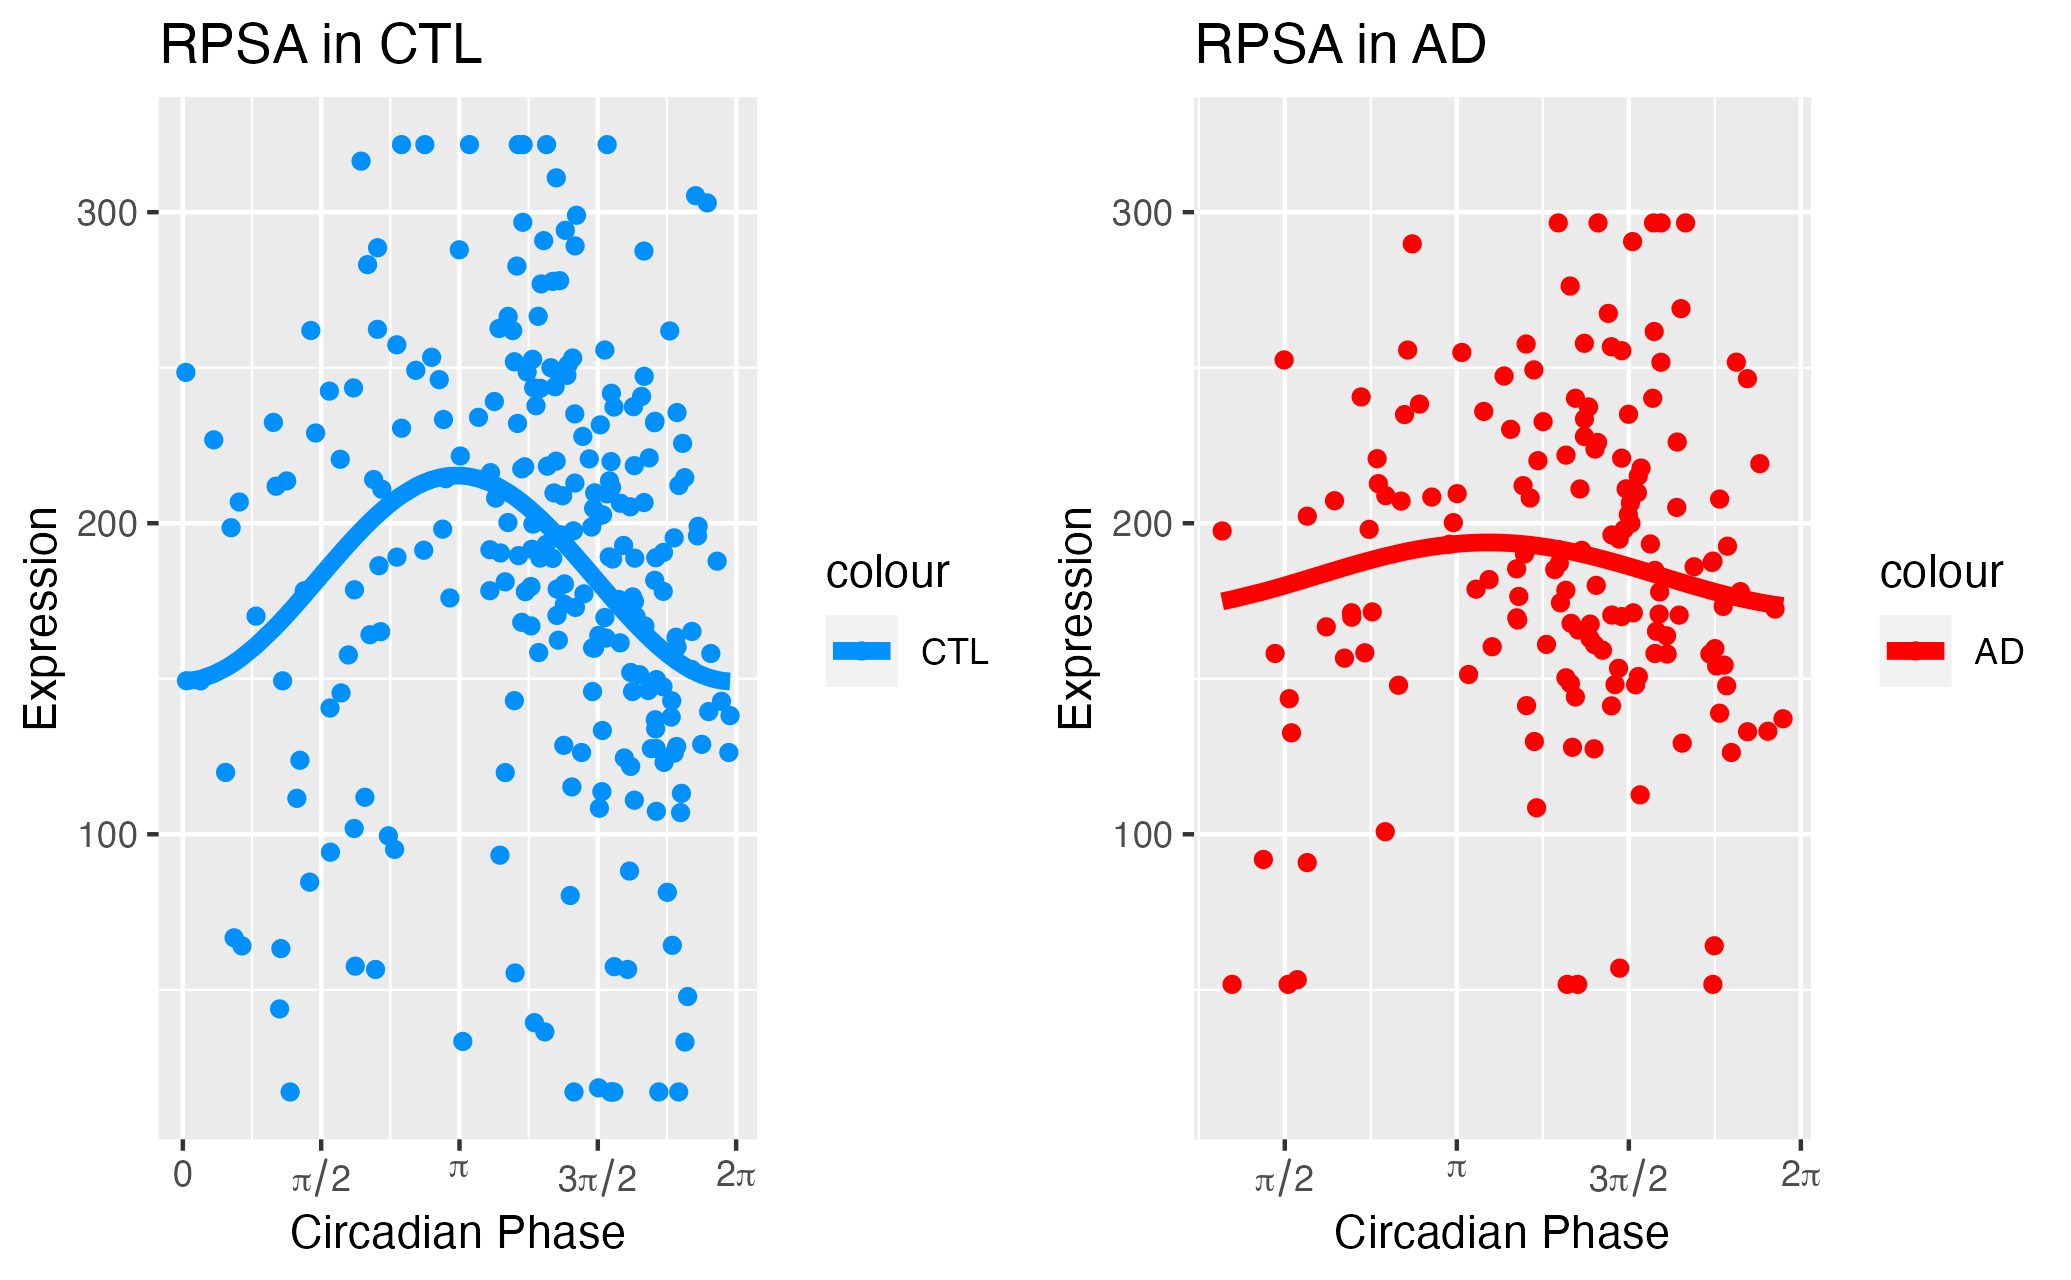 RPSA in CTL
300
200
100
Expression
0
π/2
π
3π/2
2π
Circadian Phase
colour
CTL
RPSA in AD
300
200
100
Expression
π/2
π
3π/2
2π
Circadian Phase
colour
AD